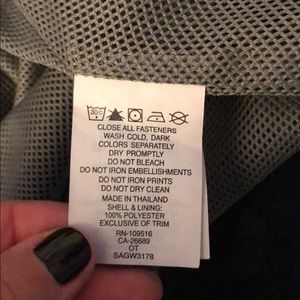 30C
CLOSE ALL FASTENERS
WASH COLD, DARK
COLORS SEPARATELY
DRY PROMPTLY
DO NOT BLEACH
DO NOT IRON EMBELLISHMENTS
DO NOT IRON PRINTS
DO NOT DRY CLEAN
MADE IN THAILAND
SHELL & LINING:
100% POLYESTER
EXCLUSIVE OF TRIM
RN-109516
CA-26689
OT
SAGW3178